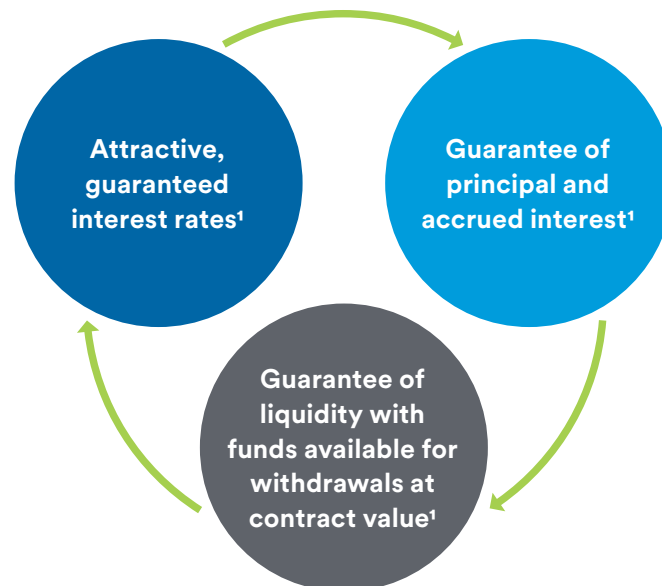 Attractive,
guaranteed
interest rates¹
Guarantee of
principal and
accrued interest¹
Guarantee of
liquidity with
funds available for
withdrawals at
contract value¹